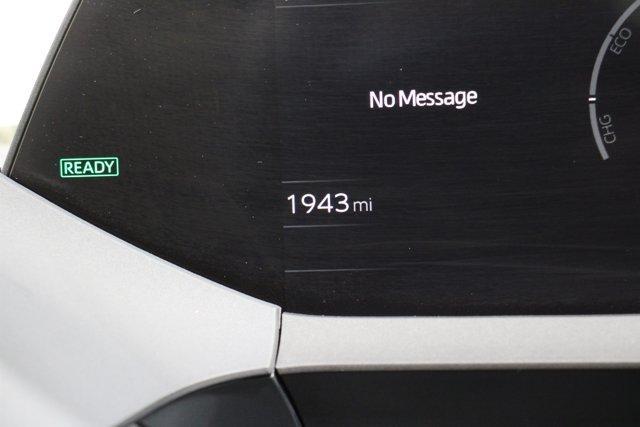 ECO
No Message
CHG
READY
1943 mi